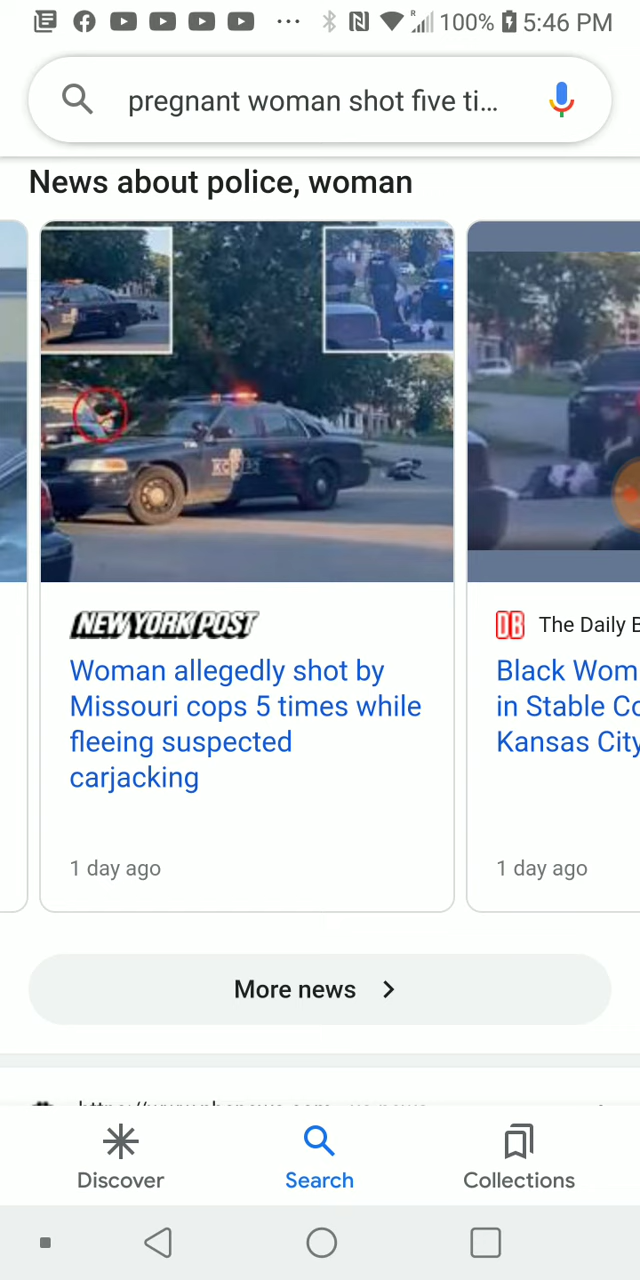 100% 5:46 PM
pregnant woman shot five ti...
News about police, woman
NEW YORK POST
Woman allegedly shot by
Missouri cops 5 times while
fleeing suspected
carjacking
1 day ago
DB The Daily
Black Wom
in Stable Co
Kansas City
1 day ago
More news
Discover
Search
Collections